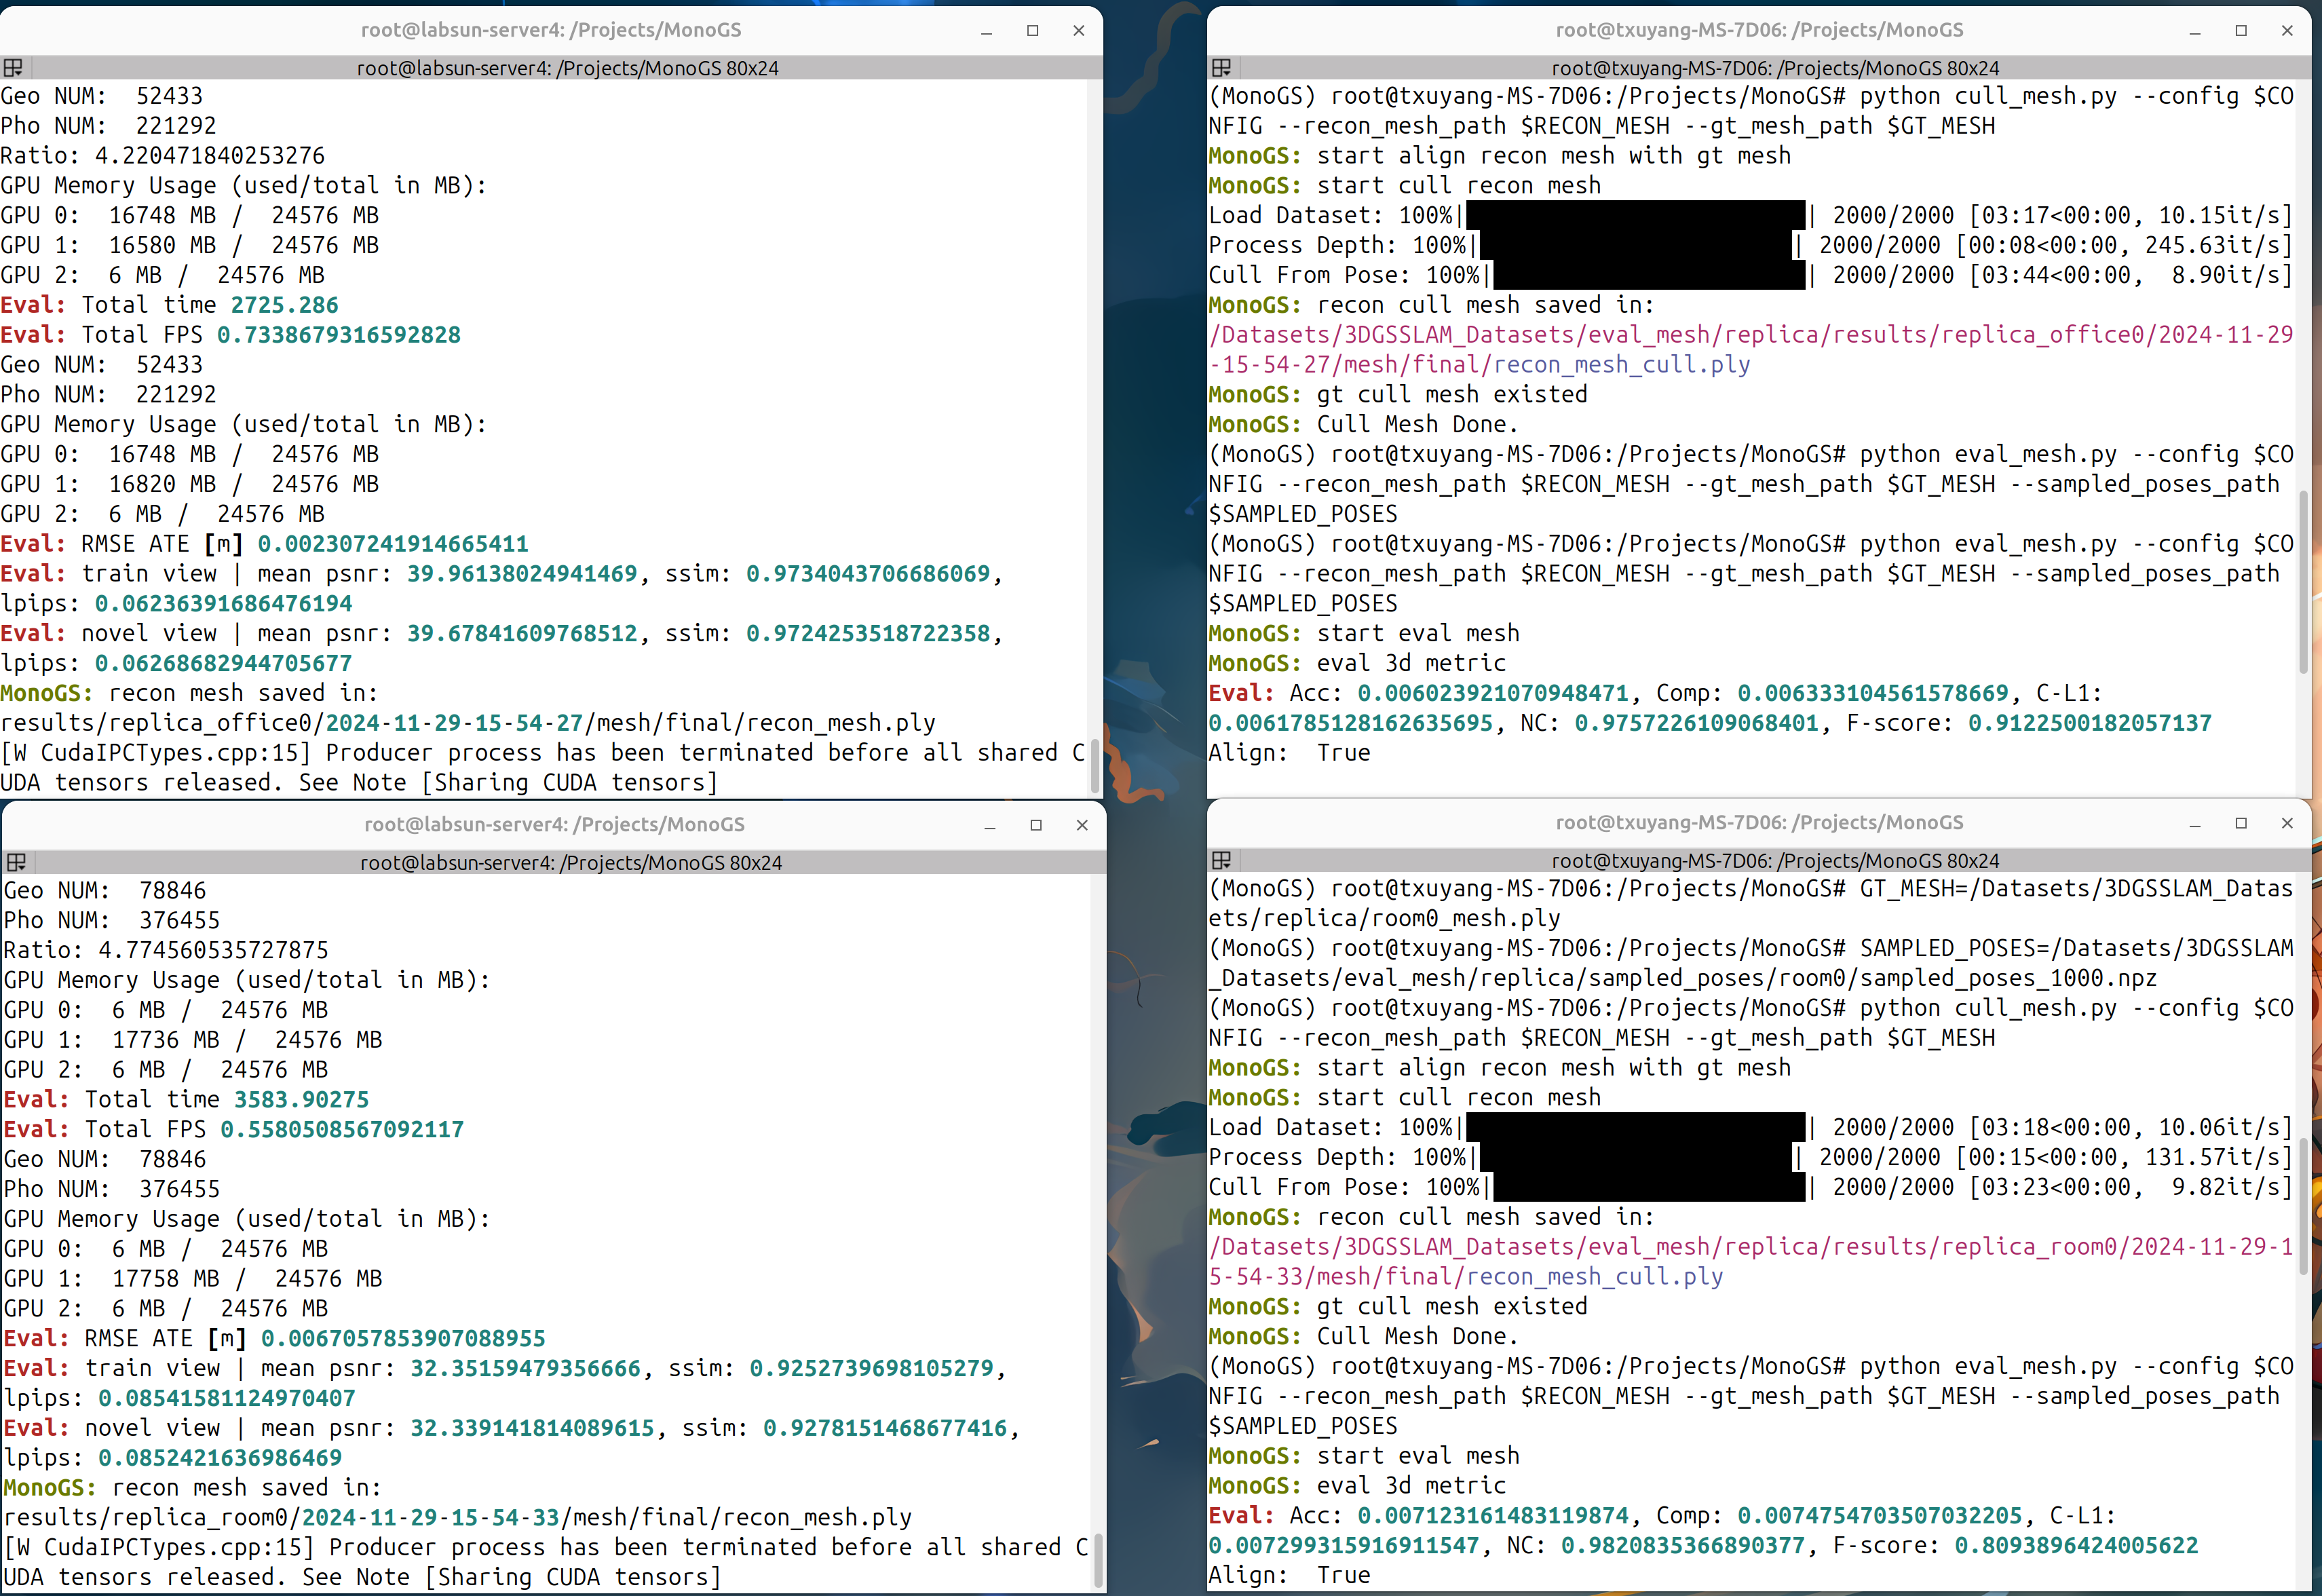 root@labsun-server4: /Projects/MonoGS
root@labsun-server4: /Projects/MonoGS 80x24
Geo NUM:  52433
Pho NUM:  221292
Ratio: 4.220471840253276
GPU Memory Usage (used/total in MB):
GPU 0:  16748 MB /  24576 MB
GPU 1:  16580 MB /  24576 MB
GPU 2:  6 MB /  24576 MB
Eval: Total time 2725.286
Eval: Total FPS 0.7338679316592828
Geo NUM:  52433
Pho NUM:  221292
GPU Memory Usage (used/total in MB):
GPU 0:  16748 MB /  24576 MB
GPU 1:  16820 MB /  24576 MB
GPU 2:  6 MB /  24576 MB
Eval: RMSE ATE [m] 0.002307241914665411
Eval: train view | mean psnr: 39.96138024941469, ssim: 0.9734043706686069,
lpips: 0.06236391686476194
Eval: novel view | mean psnr: 39.67841609768512, ssim: 0.9724253518722358,
lpips: 0.06268682944705677
MonoGS: recon mesh saved in:
results/replica_office0/2024-11-29-15-54-27/mesh/final/recon_mesh.ply
[W CudaIPCTypes.cpp:15] Producer process has been terminated before all shared C
UDA tensors released. See Note [Sharing CUDA tensors]
root@txuyang-MS-7D06: /Projects/MonoGS
root@txuyang-MS-7D06: /Projects/MonoGS 80x24
(MonoGS) root@txuyang-MS-7D06:/Projects/MonoGS# python cull_mesh.py --config $CO
NFIG --recon_mesh_path $RECON_MESH --gt_mesh_path $GT_MESH
MonoGS: start align recon mesh with gt mesh
MonoGS: start cull recon mesh
Load Dataset: 100%|| 2000/2000 [03:17<00:00, 10.15it/s]
Process Depth: 100%|| 2000/2000 [00:08<00:00, 245.63it/s]
Cull From Pose: 100%|| 2000/2000 [03:44<00:00,  8.90it/s]
MonoGS: recon cull mesh saved in:
/Datasets/3DGSSLAM_Datasets/eval_mesh/replica/results/replica_office0/2024-11-29
-15-54-27/mesh/final/recon_mesh_cull.ply
MonoGS: gt cull mesh existed
MonoGS: Cull Mesh Done.
(MonoGS) root@txuyang-MS-7D06:/Projects/MonoGS# python eval_mesh.py --config $CO
NFIG --recon_mesh_path $RECON_MESH --gt_mesh_path $GT_MESH --sampled_poses_path
$SAMPLED_POSES
(MonoGS) root@txuyang-MS-7D06:/Projects/MonoGS# python eval_mesh.py --config $CO
NFIG --recon_mesh_path $RECON_MESH --gt_mesh_path $GT_MESH --sampled_poses_path
$SAMPLED_POSES
MonoGS: start eval mesh
MonoGS: eval 3d metric
Eval: Acc: 0.006023921070948471, Comp: 0.006333104561578669, C-L1:
0.0061785128162635695, NC: 0.9757226109068401, F-score: 0.9122500182057137
Align:  True
root@labsun-server4: /Projects/MonoGS
root@labsun-server4: /Projects/MonoGS 80x24
Geo NUM:  78846
Pho NUM:  376455
Ratio: 4.774560535727875
GPU Memory Usage (used/total in MB):
GPU 0:  6 MB /  24576 MB
GPU 1:  17736 MB /  24576 MB
GPU 2:  6 MB /  24576 MB
Eval: Total time 3583.90275
Eval: Total FPS 0.5580508567092117
Geo NUM:  78846
Pho NUM:  376455
GPU Memory Usage (used/total in MB):
GPU 0:  6 MB /  24576 MB
GPU 1:  17758 MB /  24576 MB
GPU 2:  6 MB /  24576 MB
Eval: RMSE ATE [m] 0.0067057853907088955
Eval: train view | mean psnr: 32.35159479356666, ssim: 0.9252739698105279,
lpips: 0.08541581124970407
Eval: novel view | mean psnr: 32.339141814089615, ssim: 0.9278151468677416,
lpips: 0.0852421636986469
MonoGS: recon mesh saved in:
results/replica_room0/2024-11-29-15-54-33/mesh/final/recon_mesh.ply
[W CudaIPCTypes.cpp:15] Producer process has been terminated before all shared C
UDA tensors released. See Note [Sharing CUDA tensors]
root@txuyang-MS-7D06: /Projects/MonoGS
root@txuyang-MS-7D06: /Projects/MonoGS 80x24
(MonoGS) root@txuyang-MS-7D06:/Projects/MonoGS# GT_MESH=/Datasets/3DGSSLAM_Datas
ets/replica/room0_mesh.ply
(MonoGS) root@txuyang-MS-7D06:/Projects/MonoGS# SAMPLED_POSES=/Datasets/3DGSSLAM
_Datasets/eval_mesh/replica/sampled_poses/room0/sampled_poses_1000.npz
(MonoGS) root@txuyang-MS-7D06:/Projects/MonoGS# python cull_mesh.py --config $CO
NFIG --recon_mesh_path $RECON_MESH --gt_mesh_path $GT_MESH
MonoGS: start align recon mesh with gt mesh
MonoGS: start cull recon mesh
Load Dataset: 100%|| 2000/2000 [03:18<00:00, 10.06it/s]
Process Depth: 100%|| 2000/2000 [00:15<00:00, 131.57it/s]
Cull From Pose: 100%|| 2000/2000 [03:23<00:00,  9.82it/s]
MonoGS: recon cull mesh saved in:
/Datasets/3DGSSLAM_Datasets/eval_mesh/replica/results/replica_room0/2024-11-29-1
5-54-33/mesh/final/recon_mesh_cull.ply
MonoGS: gt cull mesh existed
MonoGS: Cull Mesh Done.
(MonoGS) root@txuyang-MS-7D06:/Projects/MonoGS# python eval_mesh.py --config $CO
NFIG --recon_mesh_path $RECON_MESH --gt_mesh_path $GT_MESH --sampled_poses_path
$SAMPLED_POSES
MonoGS: start eval mesh
MonoGS: eval 3d metric
Eval: Acc: 0.007123161483119874, Comp: 0.0074754703507032205, C-L1:
0.007299315916911547, NC: 0.9820835366890377, F-score: 0.8093896424005622
Align:  True